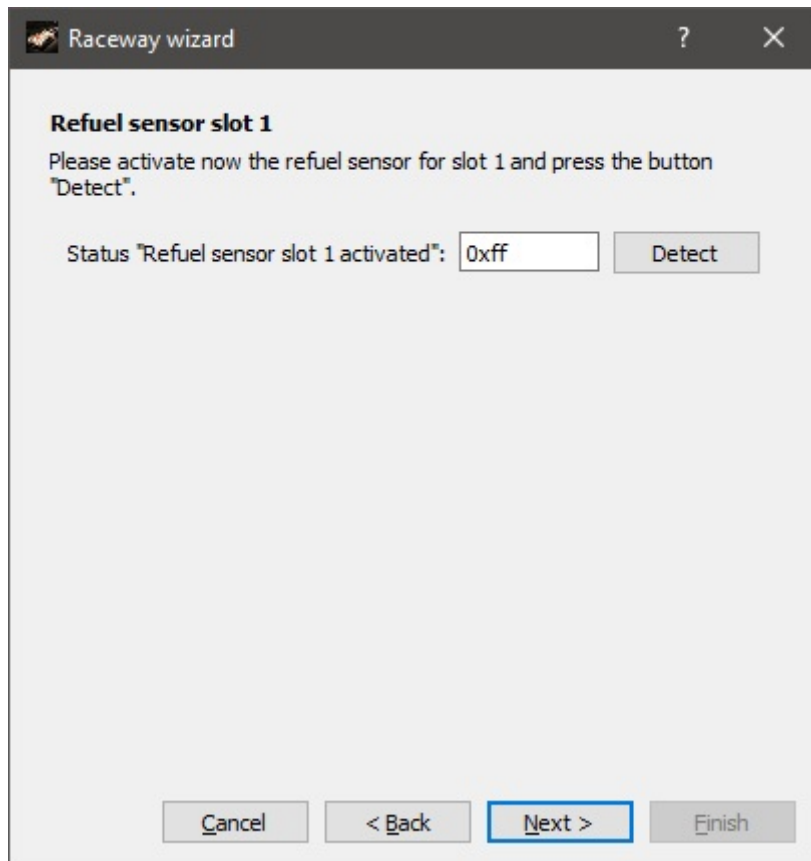 Raceway wizard ?
Refuel sensor slot 1
Please activate now the refuel sensor for slot 1 and press the button
"Detect".
Status "Refuel sensor slot 1 activated": 0xff Detect
Cancel < Back Next > Finish